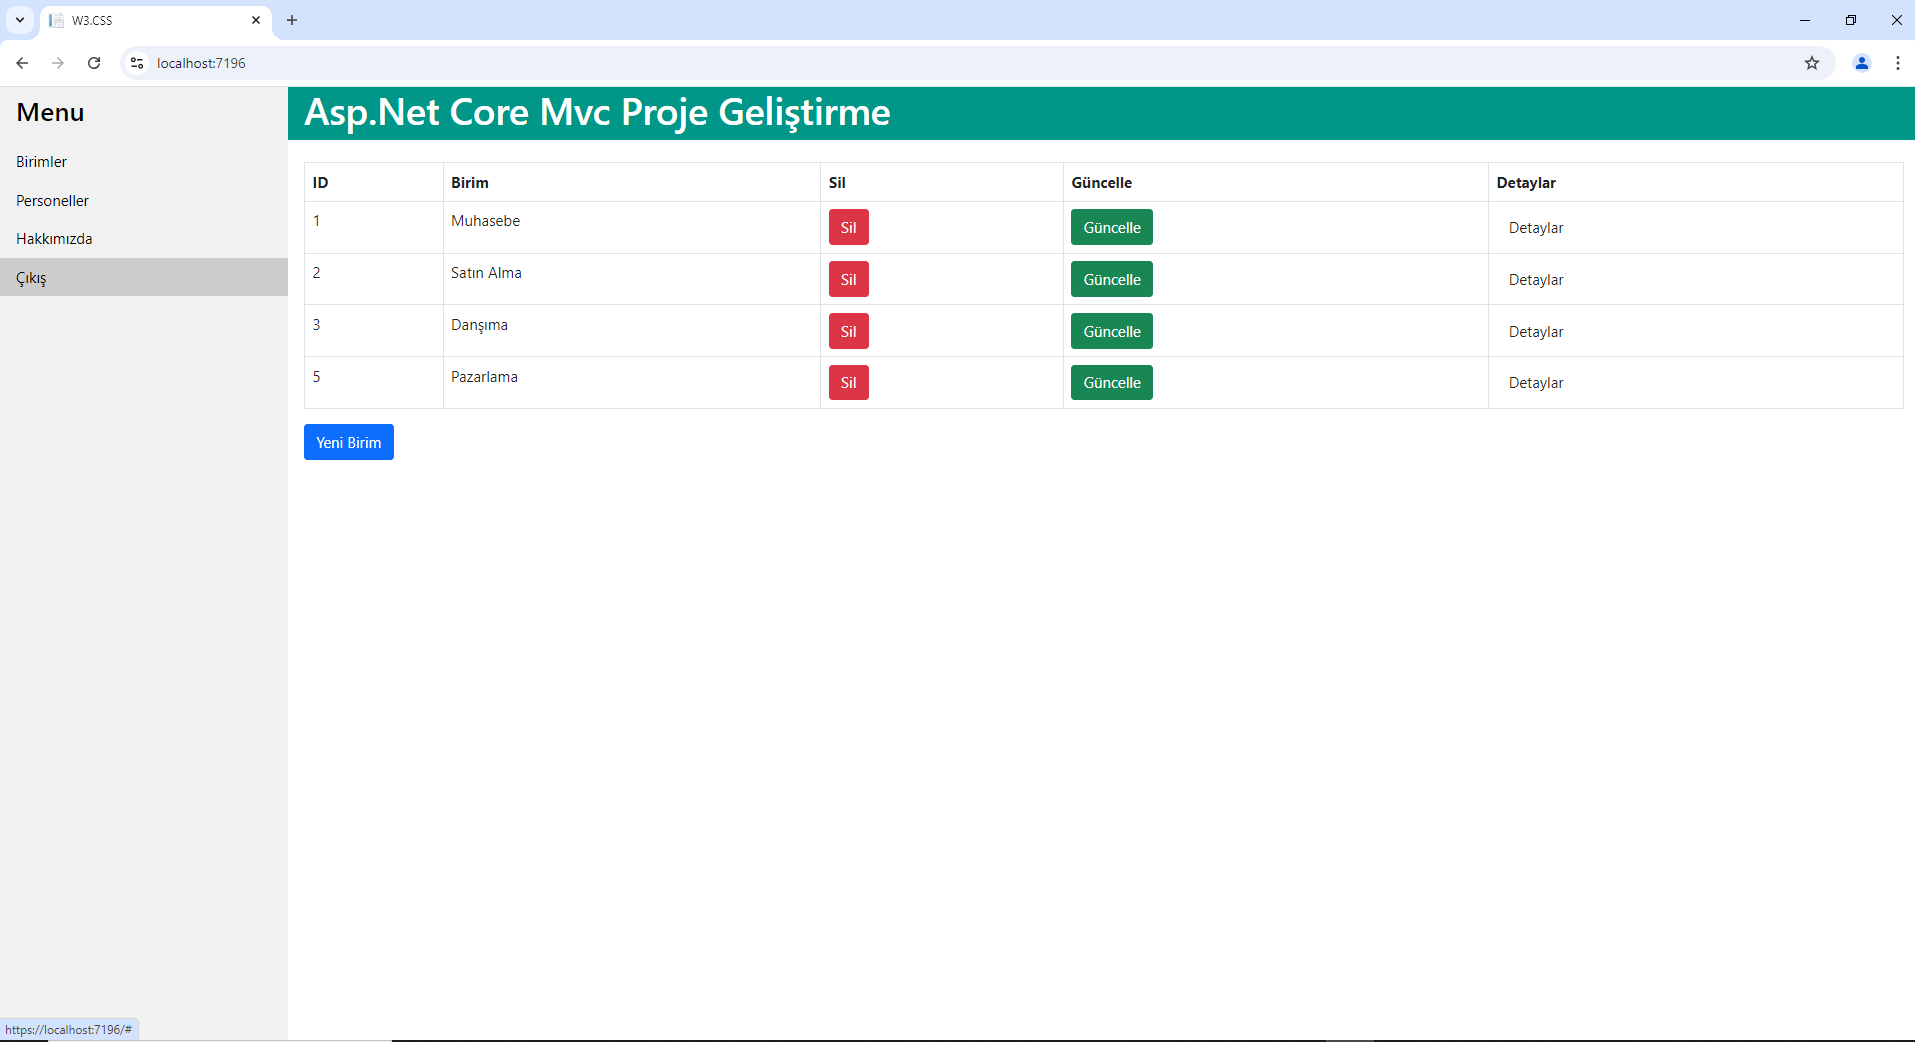 W3.CSS
localhost:7196
Menu
Birimler
Personeller
Hakkımızda
Çıkış
Asp.Net Core Mvc Proje Geliştirme
ID Birim Sil Güncelle Detaylar
1 Muhasebe Sil Güncelle Detaylar
2 Satın Alma Sil Güncelle Detaylar
3 Danşıma Sil Güncelle Detaylar
5 Pazarlama Sil Güncelle Detaylar
Yeni Birim
https://localhost:7196/#